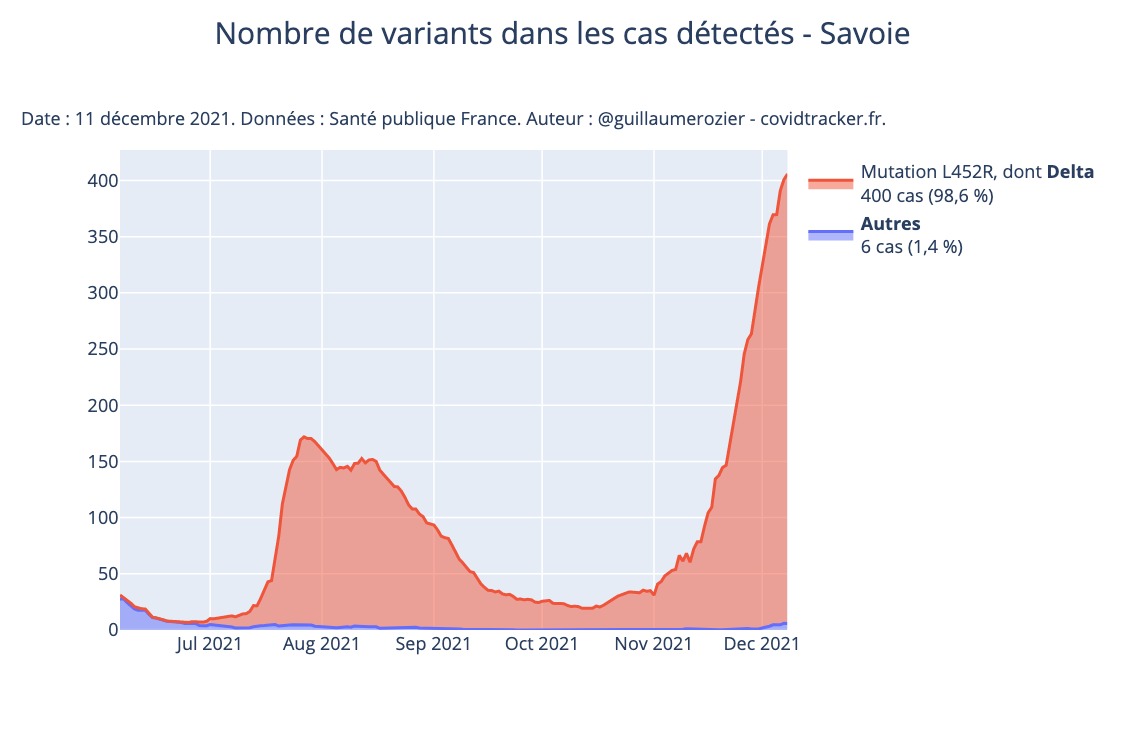 Nombre de variants dans les cas détectés - Savoie
Date : 11 décembre 2021. Données : Santé publique France. Auteur : @guillaumerozier - covidtracker.fr.
400
350
300
250
200
150
100
50
0
Jul 2021 Aug 2021 Sep 2021 Oct 2021 Nov 2021 Dec 2021
Mutation L452R, dont Delta
400 cas (98,6 %)
Autres
6 cas (1,4 %)